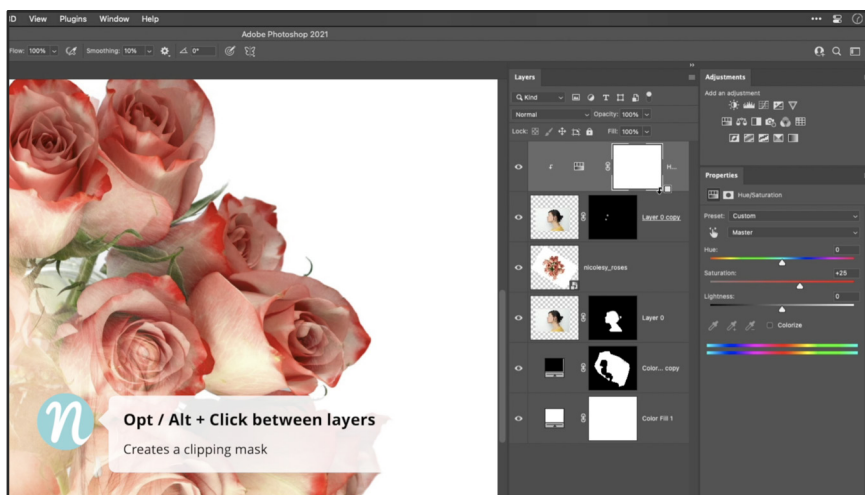 ID View Plugins Window Help
Adobe Photoshop 2021
Flow: 100% Smoothing: 10% 0°
Layers
Kind
Normal Opacity: 100%
Lock: Fill: 100%
H...
Layer 0 copy
nicolesy_roses
Layer 0
Color... copy
Color Fill 1
Adjustments
Add an adjustment
Properties
Hue/Saturation
Preset: Custom
Master
Hue: 0
Saturation: +25
Lightness: 0
Colorize
n
Opt / Alt + Click between layers
Creates a clipping mask